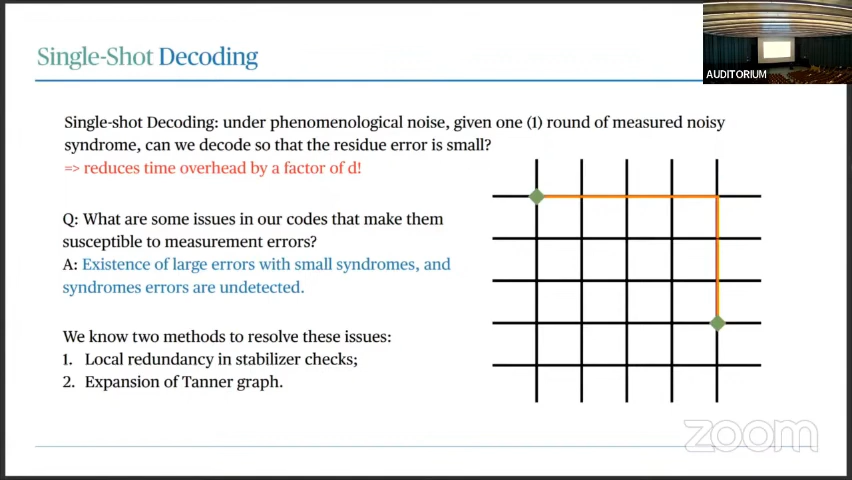 Single-Shot Decoding
AUDITORIUM
Single-shot Decoding: under phenomenological noise, given one (1) round of measured noisy
syndrome, can we decode so that the residue error is small?
=> reduces time overhead by a factor of d!
Q: What are some issues in our codes that make them
susceptible to measurement errors?
A: Existence of large errors with small syndromes, and
syndromes errors are undetected.
We know two methods to resolve these issues:
1. Local redundancy in stabilizer checks;
2. Expansion of Tanner graph.
zoom